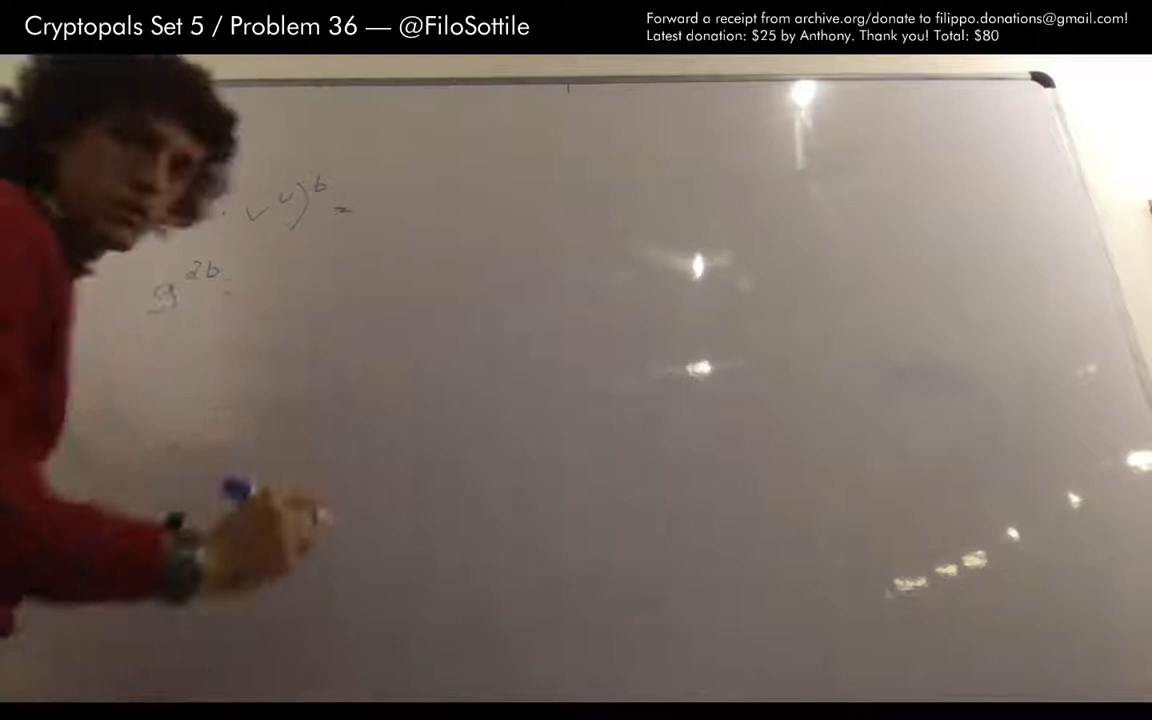 Cryptopals Set 5 / Problem 36 — @FiloSottile
Forward a receipt from archive.org/donate to filippo.donations@gmail.com!
Latest donation: $25 by Anthony. Thank you! Total: $80
· v^u)^b =
g^ab